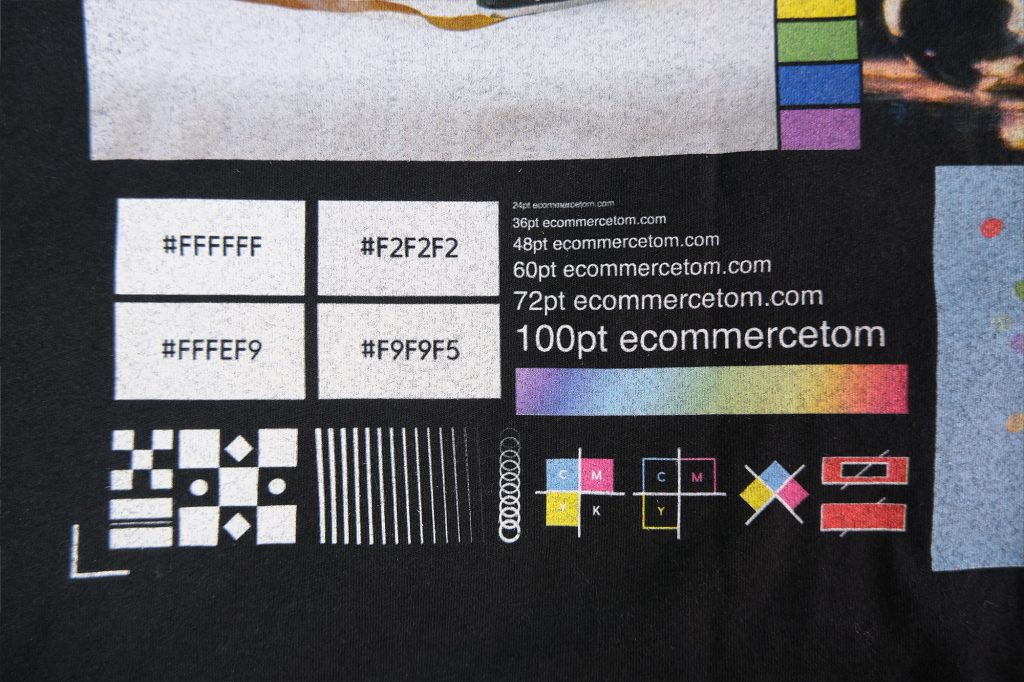 #FFFFFF
#F2F2F2
#FFFEF9
#F9F9F5
24pt ecommercetom.com
36pt ecommercetom.com
48pt ecommercetom.com
60pt ecommercetom.com
72pt ecommercetom.com
100pt ecommercetom
C M
Y K
C M
Y